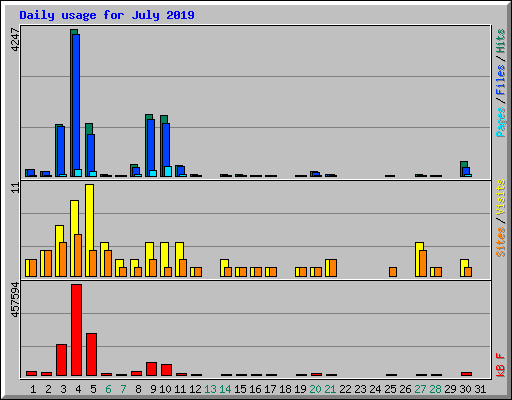 Daily usage for July 2019
4247
Pages / Files / Hits
11
Sites / Visits
457594
kB F
1 2 3 4 5 6 7 8 9 10 11 12 13 14 15 16 17 18 19 20 21 22 23 24 25 26 27 28 29 30 31